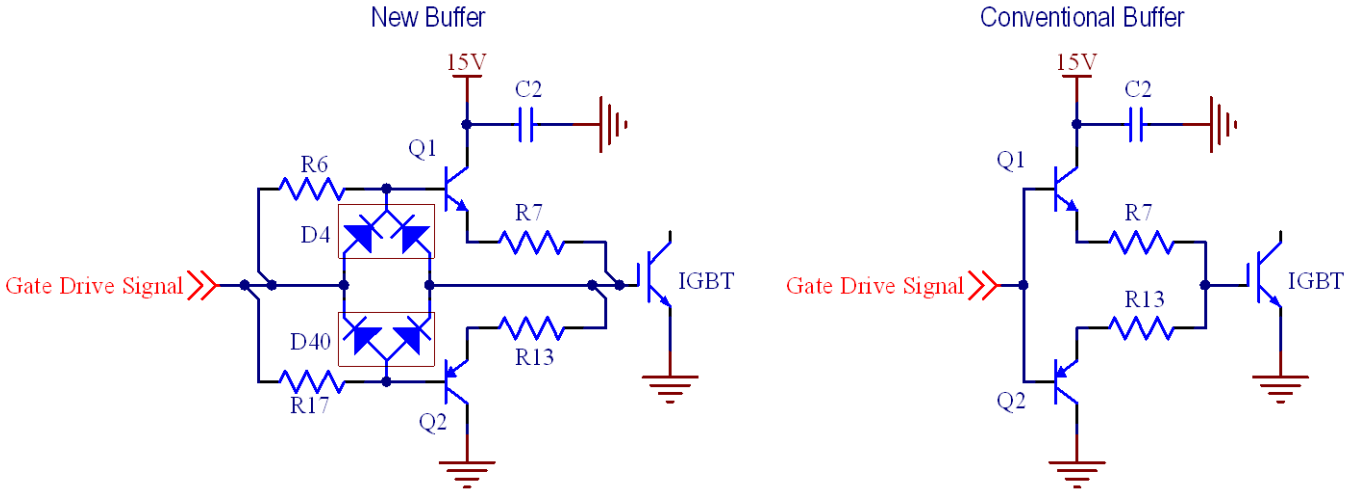 New Buffer
15V
C2
Q1
R6
R7
D4
Gate Drive Signal
IGBT
D40
R13
R17
Q2
Conventional Buffer
15V
C2
Q1
R7
Gate Drive Signal
IGBT
R13
Q2